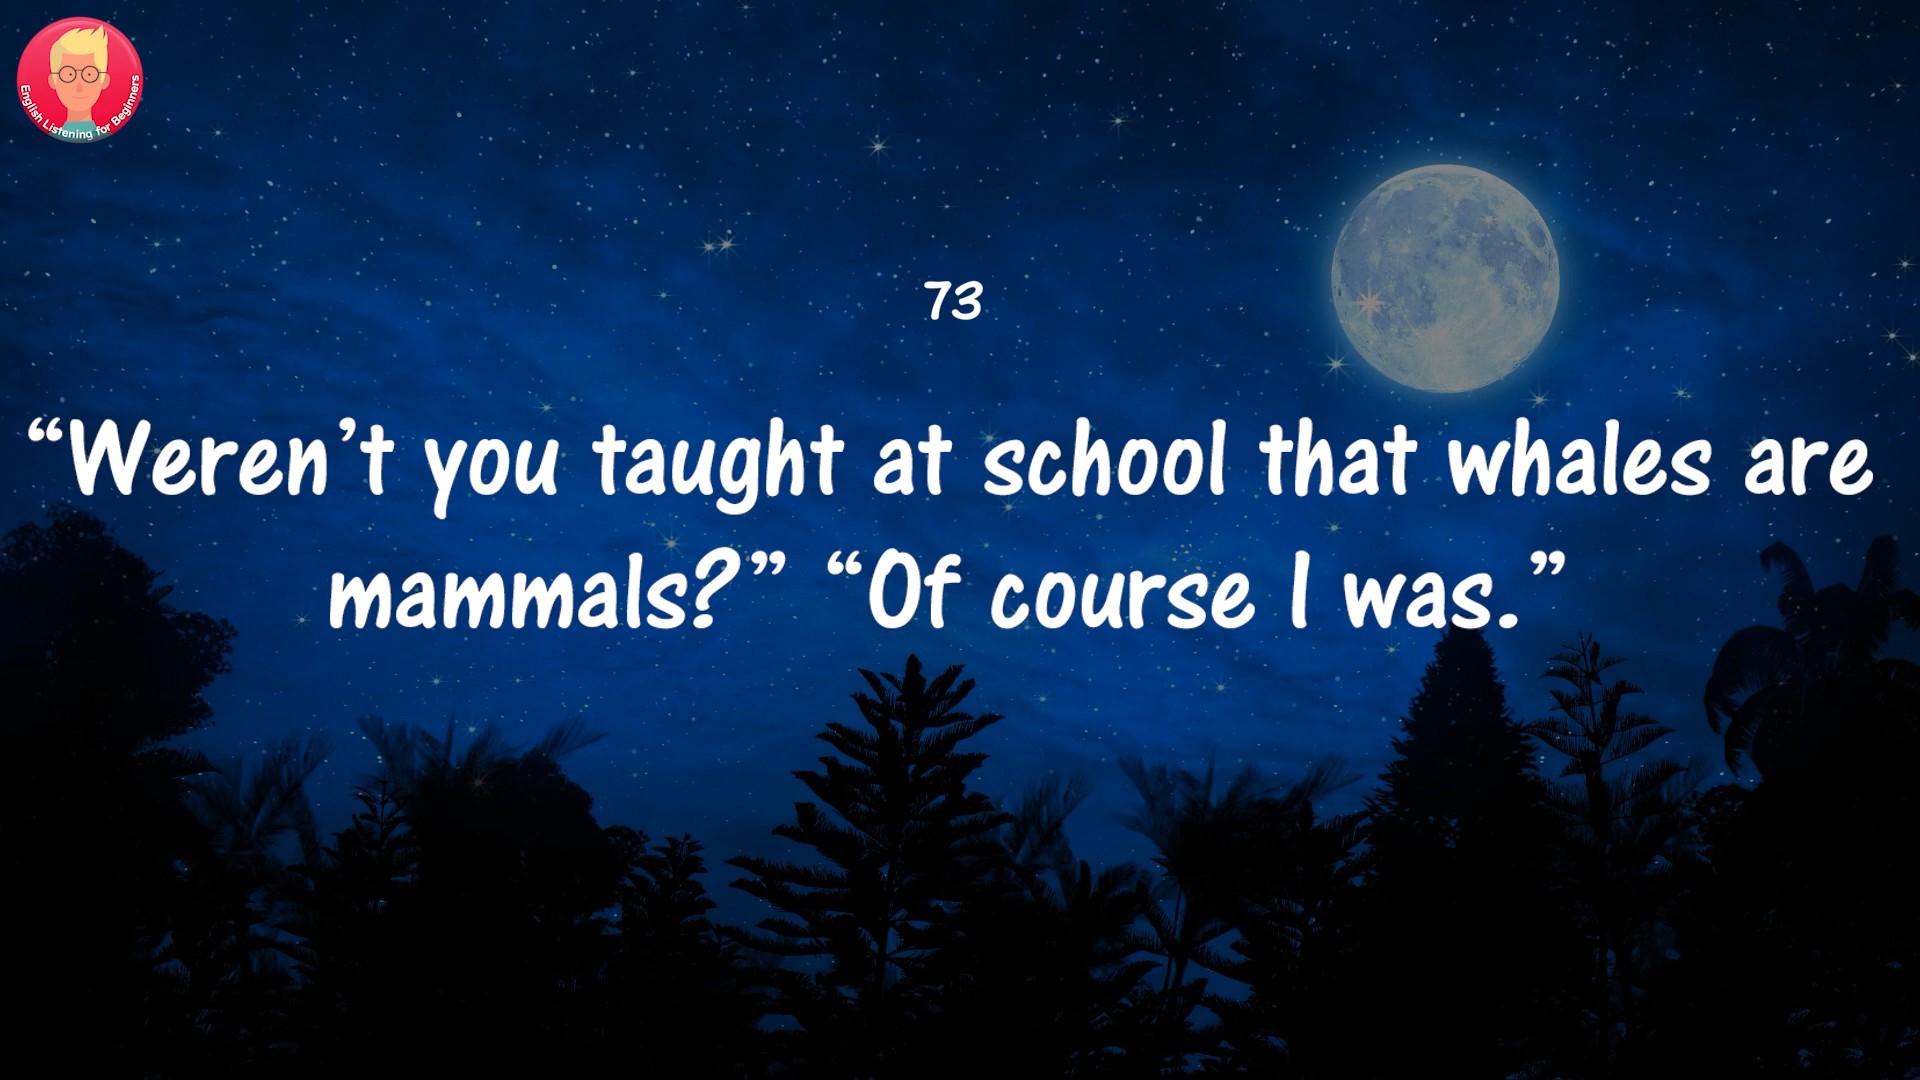 English Listening for Beginners
73
“Weren’t you taught at school that whales are
mammals?” “Of course I was.”